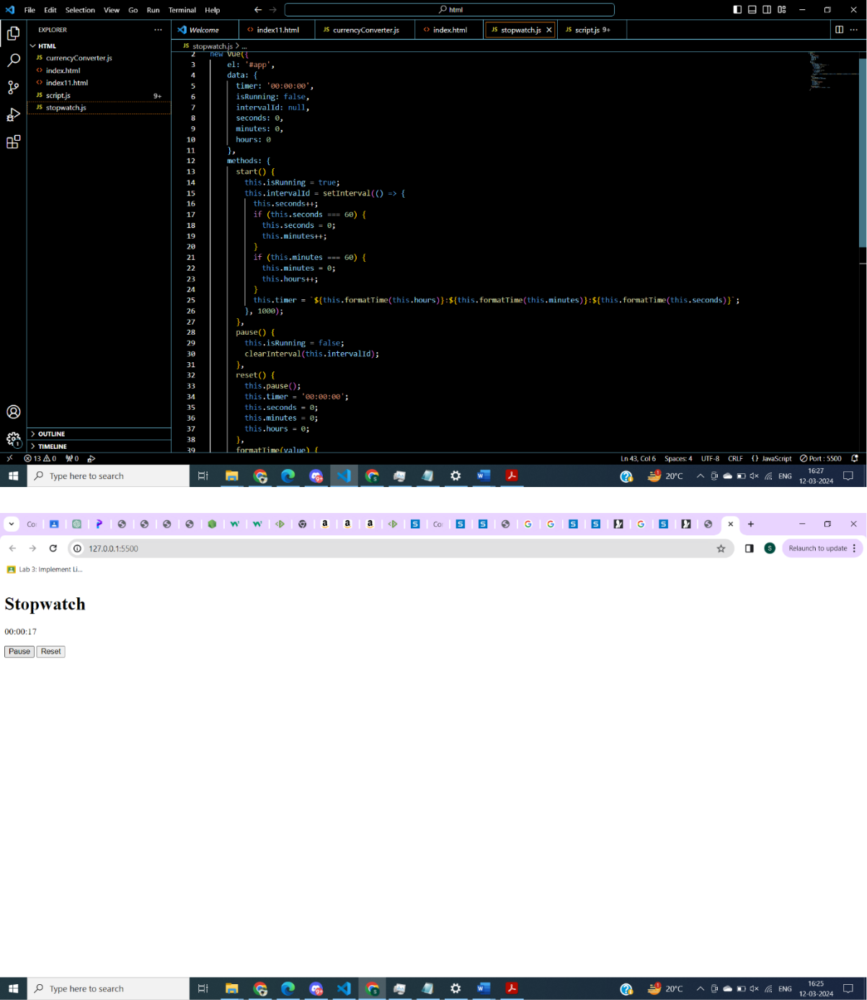 File Edit Selection View Go Run Terminal Help
html
EXPLORER
HTML
JS currencyConverter.js
index.html
index11.html
JS script.js 9+
JS stopwatch.js
OUTLINE
TIMELINE
Welcome index11.html JS currencyConverter.js index.html JS stopwatch.js JS script.js 9+
JS stopwatch.js > ...
2 new Vue({
3 el: '#app',
4 data: {
5 timer: '00:00:00',
6 isRunning: false,
7 intervalId: null,
8 seconds: 0,
9 minutes: 0,
10 hours: 0
11 },
12 methods: {
13 start() {
14 this.isRunning = true;
15 this.intervalId = setInterval(() => {
16 this.seconds++;
17 if (this.seconds === 60) {
18 this.seconds = 0;
19 this.minutes++;
20 }
21 if (this.minutes === 60) {
22 this.minutes = 0;
23 this.hours++;
24 }
25 this.timer = `${this.formatTime(this.hours)}:${this.formatTime(this.minutes)}:${this.formatTime(this.seconds)}`;
26 }, 1000);
27 },
28 pause() {
29 this.isRunning = false;
30 clearInterval(this.intervalId);
31 },
32 reset() {
33 this.pause();
34 this.timer = '00:00:00';
35 this.seconds = 0;
36 this.minutes = 0;
37 this.hours = 0;
38 },
39 formatTime(value) {
13 0 0 Ln 43, Col 6 Spaces: 4 UTF-8 CRLF {} JavaScript Port : 5500
Type here to search 20°C ENG 16:27
12-03-2024
Co Co
127.0.0.1:5500 S Relaunch to update
Lab 3: Implement Li...
Stopwatch
00:00:17
Pause Reset
Type here to search 20°C ENG 16:25
12-03-2024